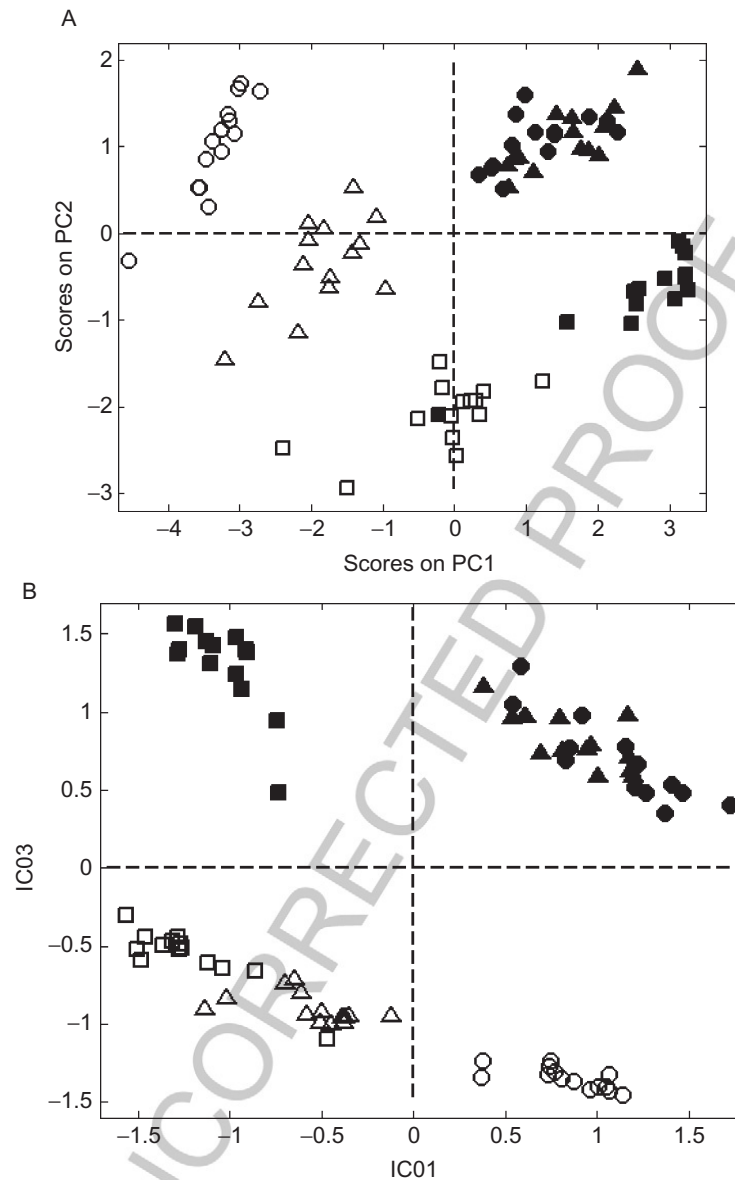 A
2
1
0
−1
−2
−3
Scores on PC2
−4 −3 −2 −1 0 1 2 3
Scores on PC1
B
1.5
1
0.5
0
−0.5
−1
−1.5
IC03
−1.5 −1 −0.5 0 0.5 1 1.5
IC01
NCORRECTED PROOF